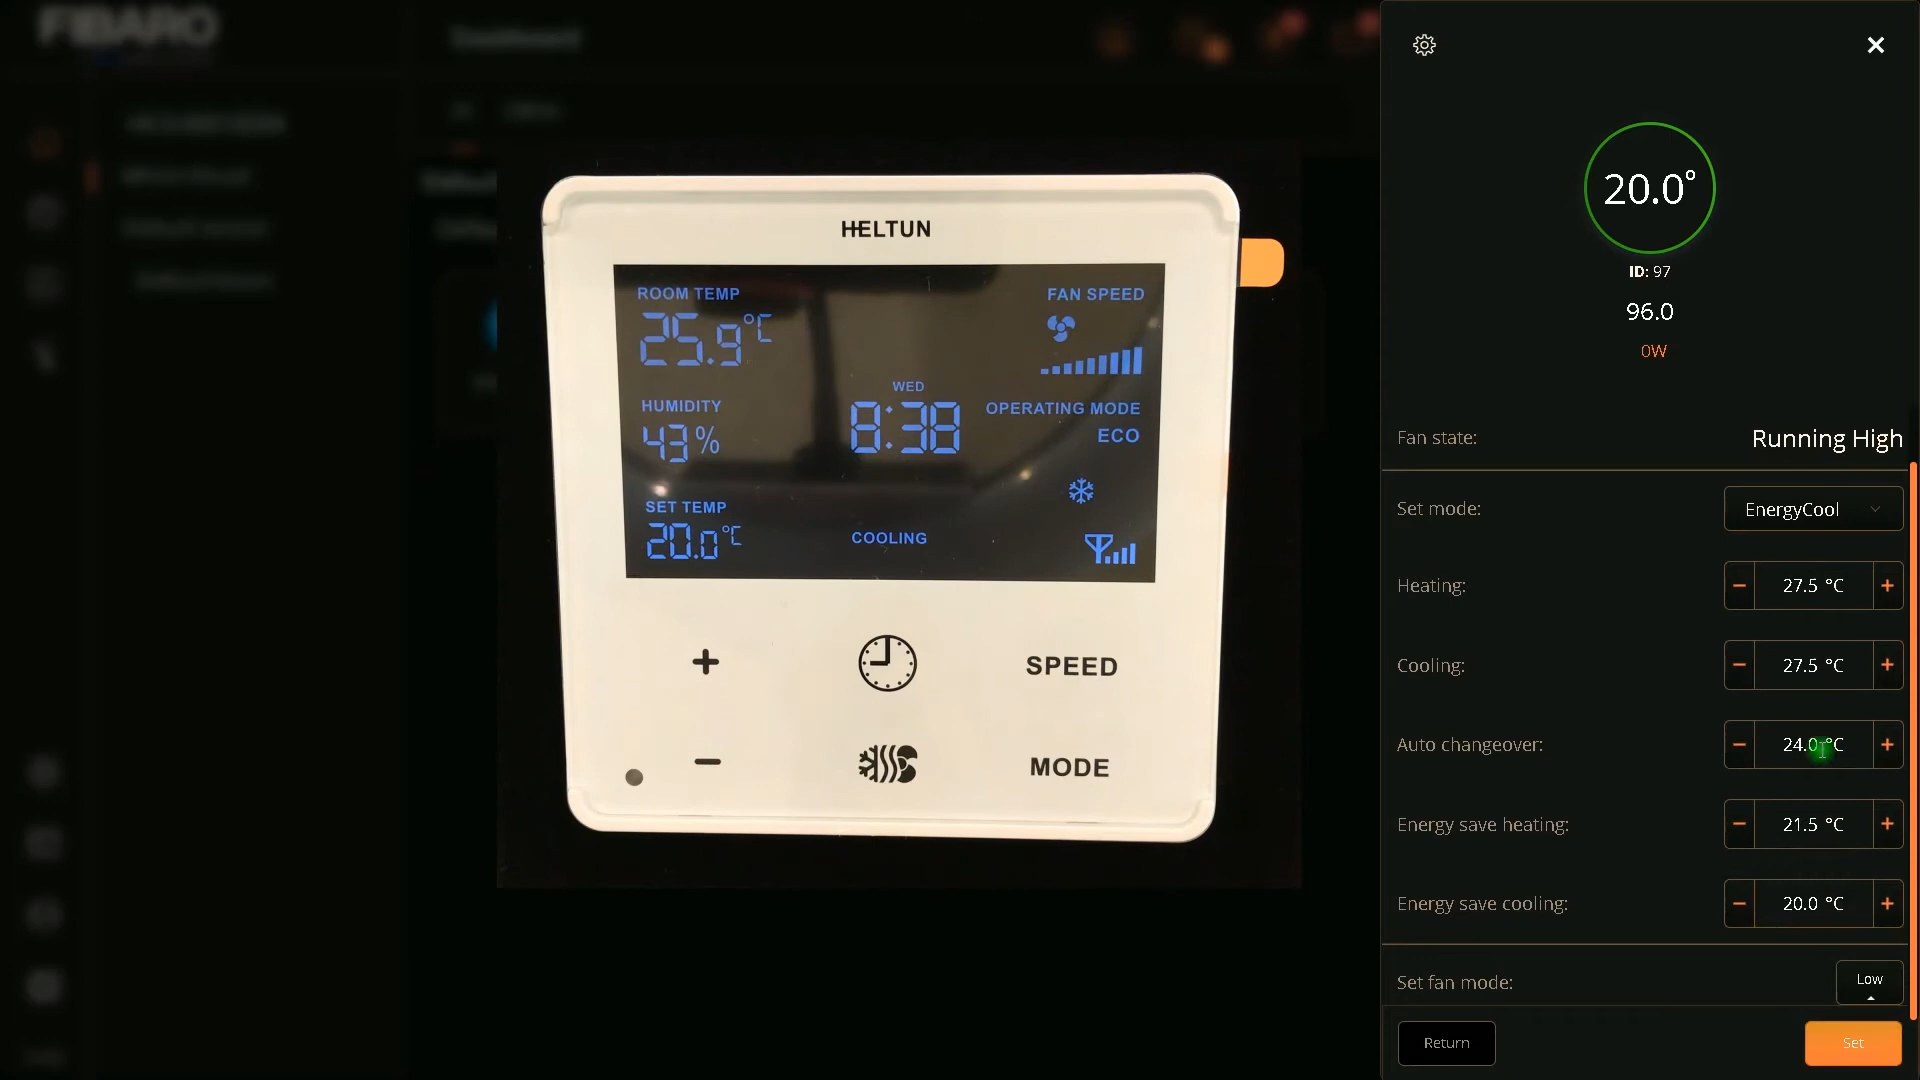 FIBARO
Dashboard
HELTUN
ROOM TEMP
25.9°C
FAN SPEED
HUMIDITY
43%
WED
8:38
OPERATING MODE
ECO
SET TEMP
20.0°C
COOLING
+
SPEED
−
MODE
20.0°
ID: 97
96.0
0W
Fan state:
Running High
Set mode:
EnergyCool
Heating:
− 27.5 °C +
Cooling:
− 27.5 °C +
Auto changeover:
− 24.0 °C +
Energy save heating:
− 21.5 °C +
Energy save cooling:
− 20.0 °C +
Set fan mode:
Low
Return
Set